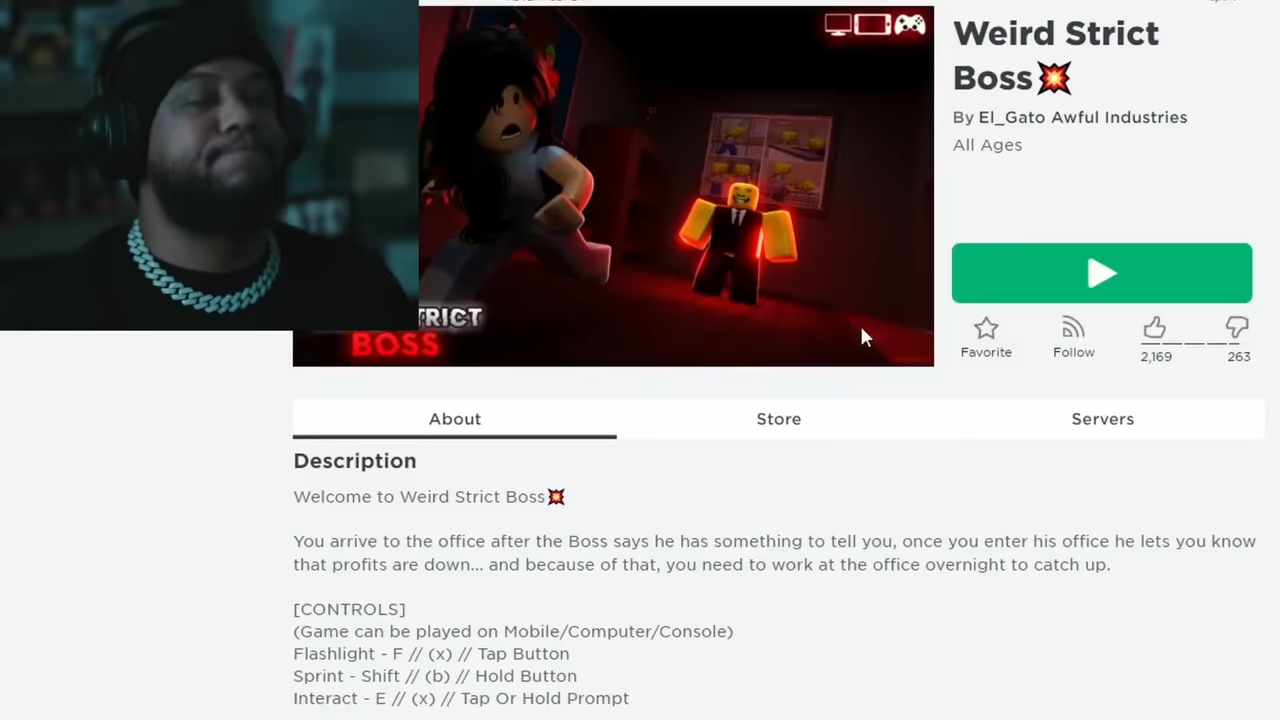 Weird Strict
Boss💥
By El_Gato Awful Industries
All Ages
TRICT
BOSS
Favorite
Follow
2,169
263
About
Store
Servers
Description
Welcome to Weird Strict Boss💥
You arrive to the office after the Boss says he has something to tell you, once you enter his office he lets you know
that profits are down... and because of that, you need to work at the office overnight to catch up.
[CONTROLS]
(Game can be played on Mobile/Computer/Console)
Flashlight - F // (x) // Tap Button
Sprint - Shift // (b) // Hold Button
Interact - E // (x) // Tap Or Hold Prompt